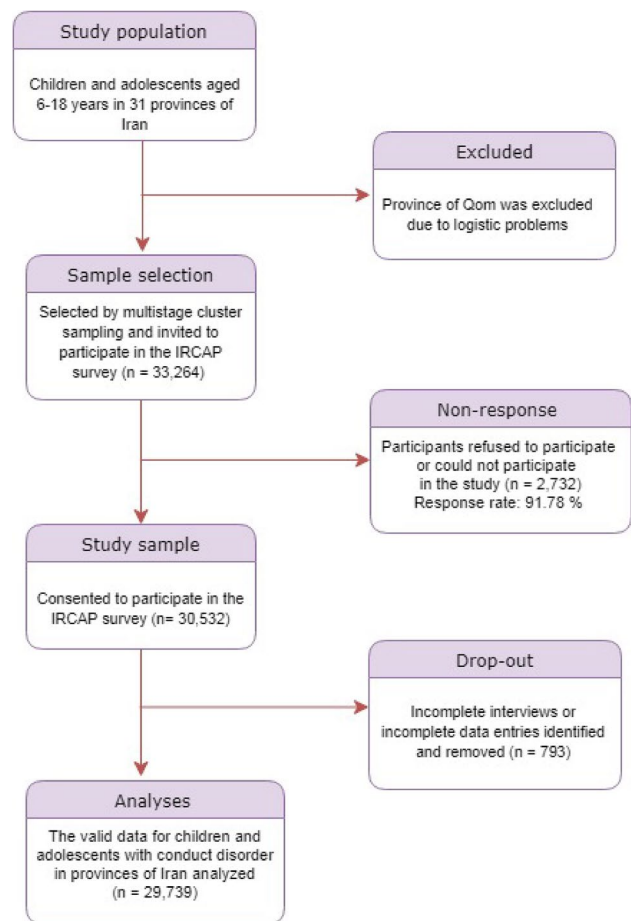 Study population
Children and adolescents aged
6-18 years in 31 provinces of
Iran
Excluded
Province of Qom was excluded
due to logistic problems
Sample selection
Selected by multistage cluster
sampling and invited to
participate in the IRCAP
survey (n = 33,264)
Non-response
Participants refused to participate
or could not participate
in the study (n = 2,732)
Response rate: 91.78 %
Study sample
Consented to participate in the
IRCAP survey (n= 30,532)
Drop-out
Incomplete interviews or
incomplete data entries identified
and removed (n = 793)
Analyses
The valid data for children and
adolescents with conduct disorder
in provinces of Iran analyzed
(n = 29,739)